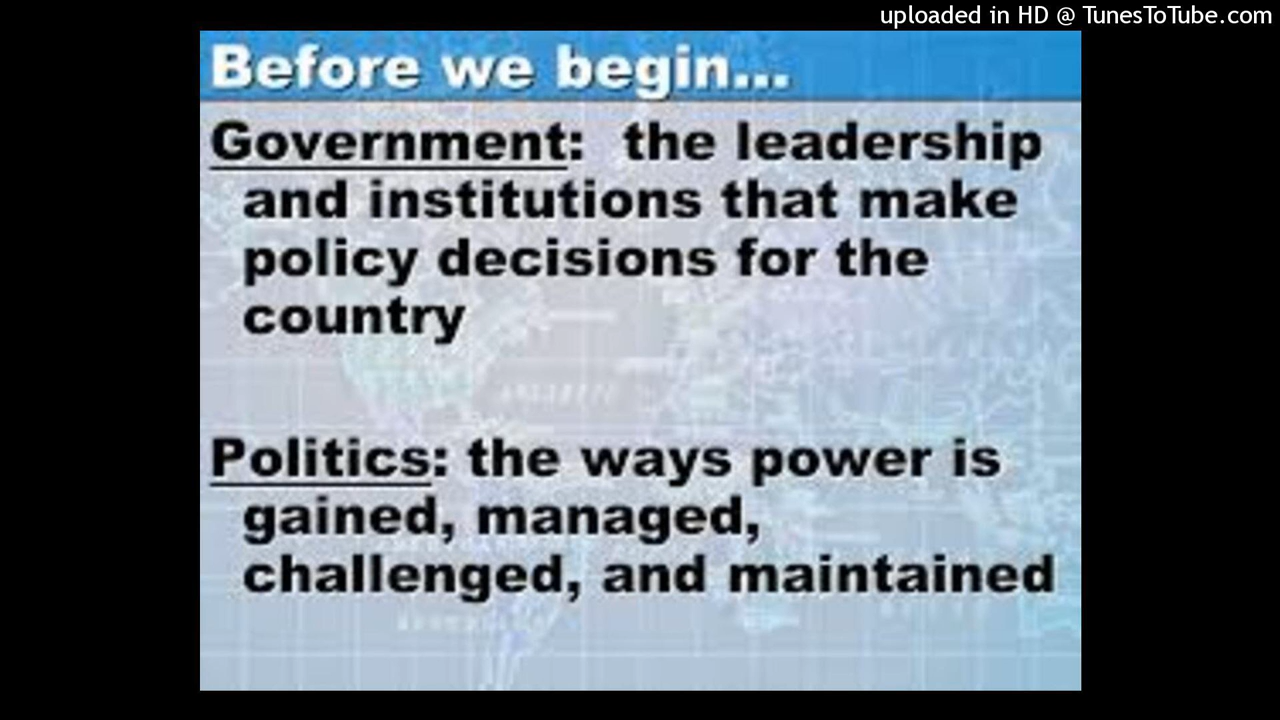 uploaded in HD @ TunesToTube.com
Before we begin...
Government: the leadership
and institutions that make
policy decisions for the
country
Politics: the ways power is
gained, managed,
challenged, and maintained